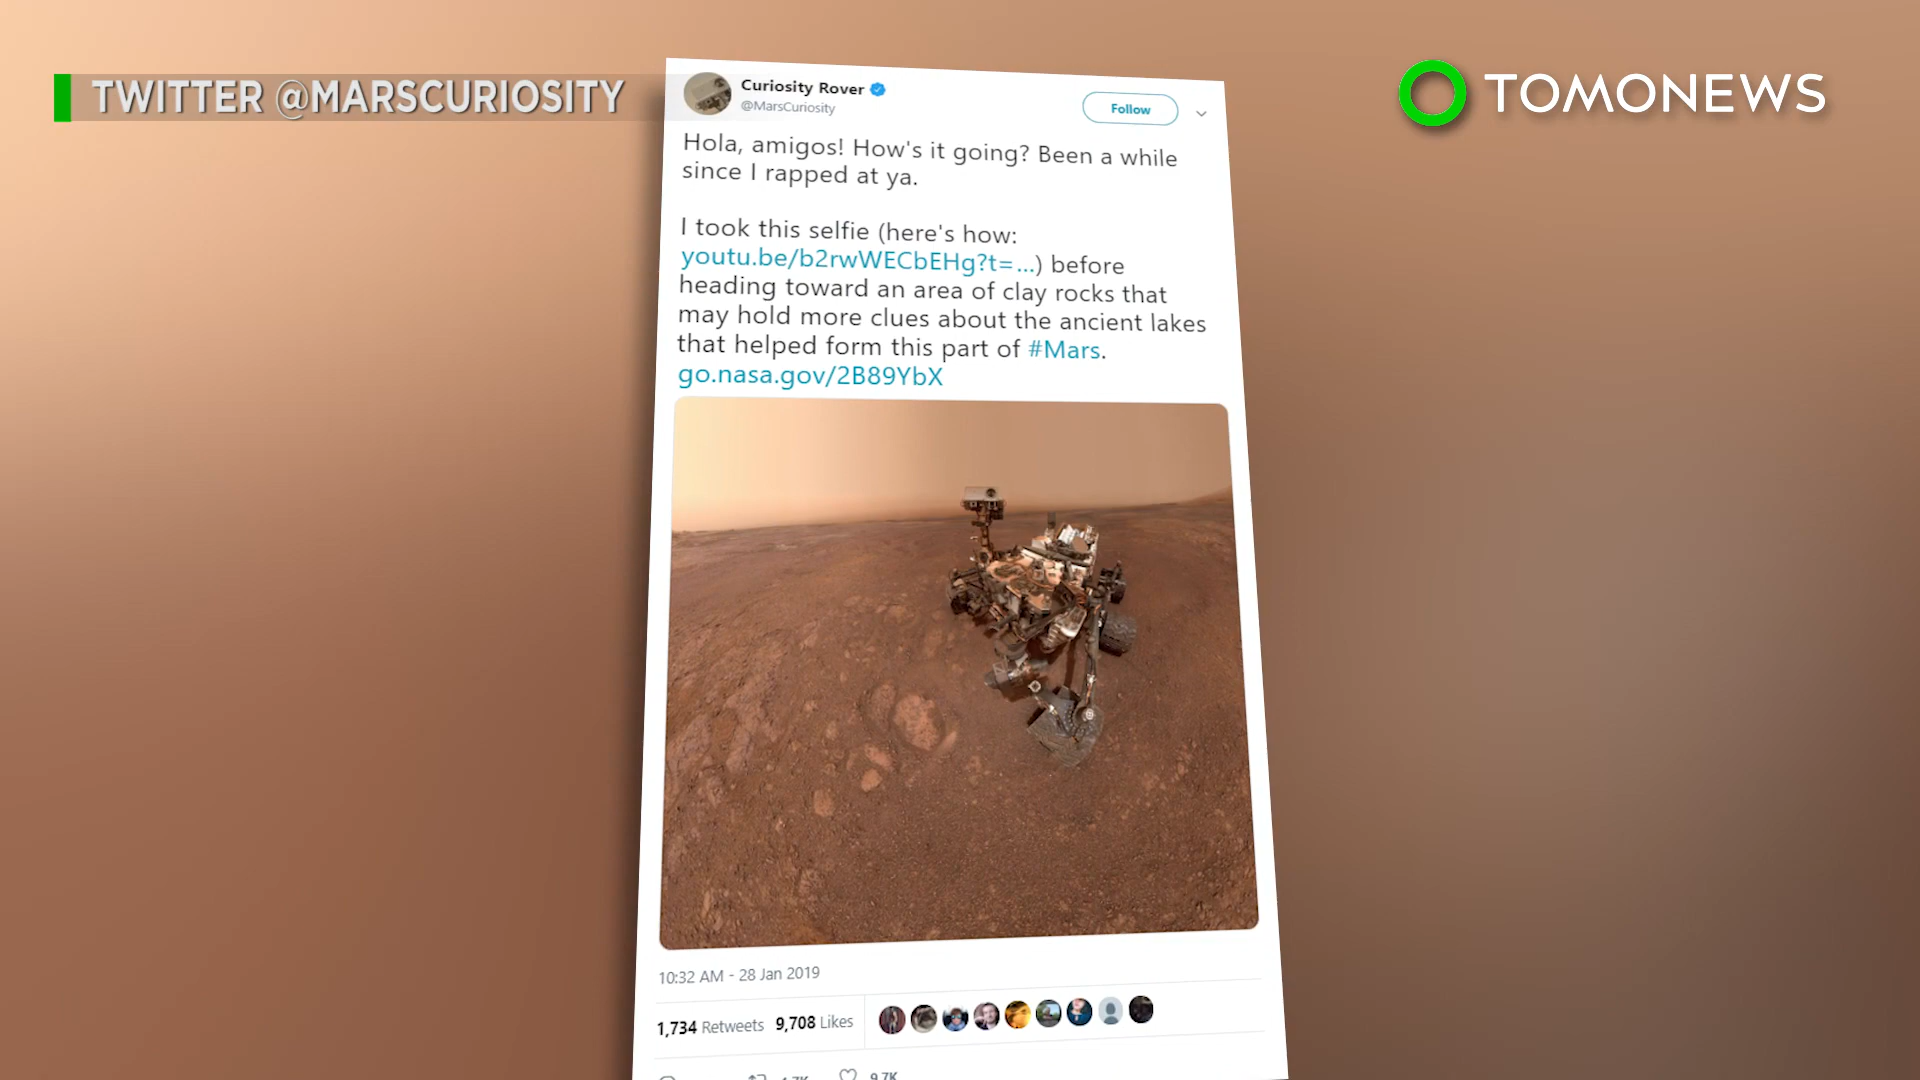 TWITTER @MARSCURIOSITY
TOMONEWS
Curiosity Rover
@MarsCuriosity
Follow
Hola, amigos! How's it going? Been a while
since I rapped at ya.
I took this selfie (here's how:
youtu.be/b2rwWECbEHg?t=...) before
heading toward an area of clay rocks that
may hold more clues about the ancient lakes
that helped form this part of #Mars.
go.nasa.gov/2B89YbX
10:32 AM - 28 Jan 2019
1,734 Retweets 9,708 Likes
9.7K